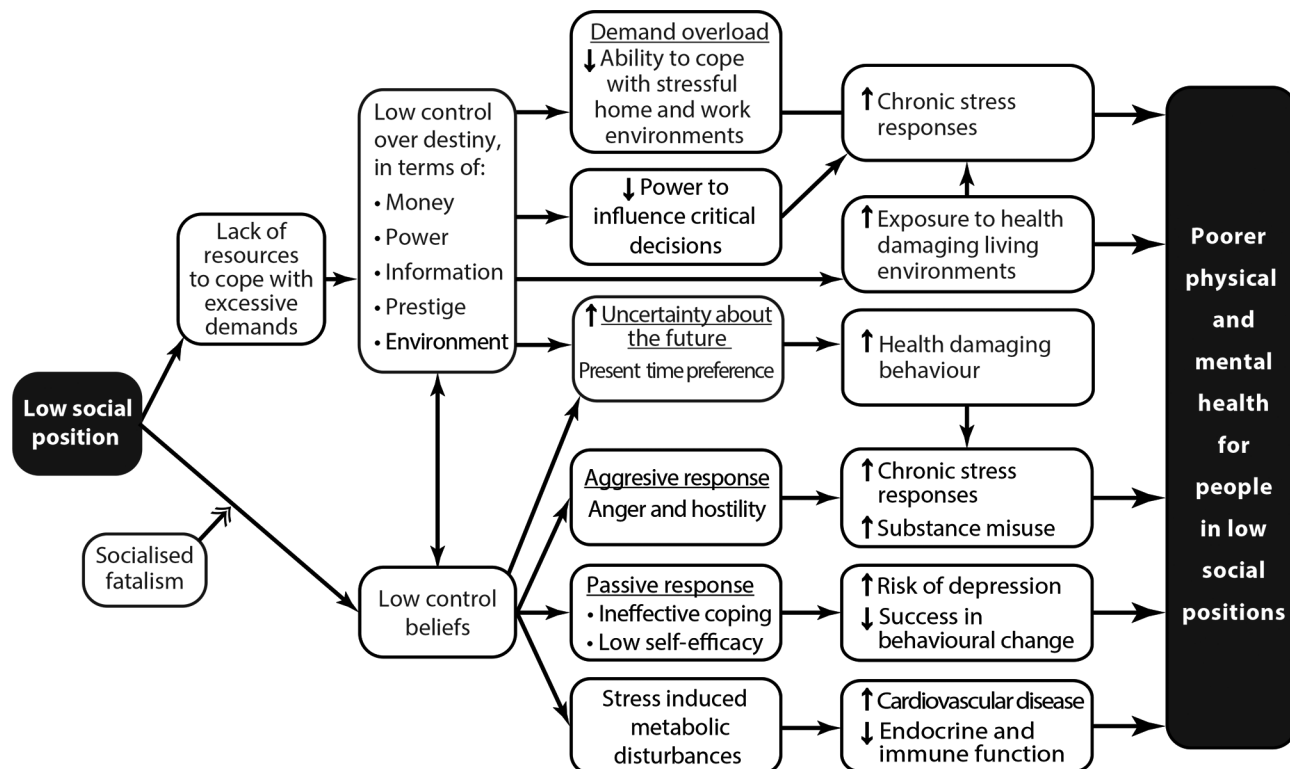 Low social
position
Socialised
fatalism
Lack of
resources
to cope with
excessive
demands
Low control
over destiny,
in terms of:
• Money
• Power
• Information
• Prestige
• Environment
Low control
beliefs
Demand overload
↓ Ability to cope
with stressful
home and work
environments
↓ Power to
influence critical
decisions
↑ Uncertainty about
the future
Present time preference
Aggresive response
Anger and hostility
Passive response
• Ineffective coping
• Low self-efficacy
Stress induced
metabolic
disturbances
↑ Chronic stress
responses
↑ Exposure to health
damaging living
environments
↑ Health damaging
behaviour
↑ Chronic stress
responses
↑ Substance misuse
↑ Risk of depression
↓ Success in
behavioural change
↑ Cardiovascular disease
↓ Endocrine and
immune function
Poorer
physical
and
mental
health
for
people
in low
social
positions